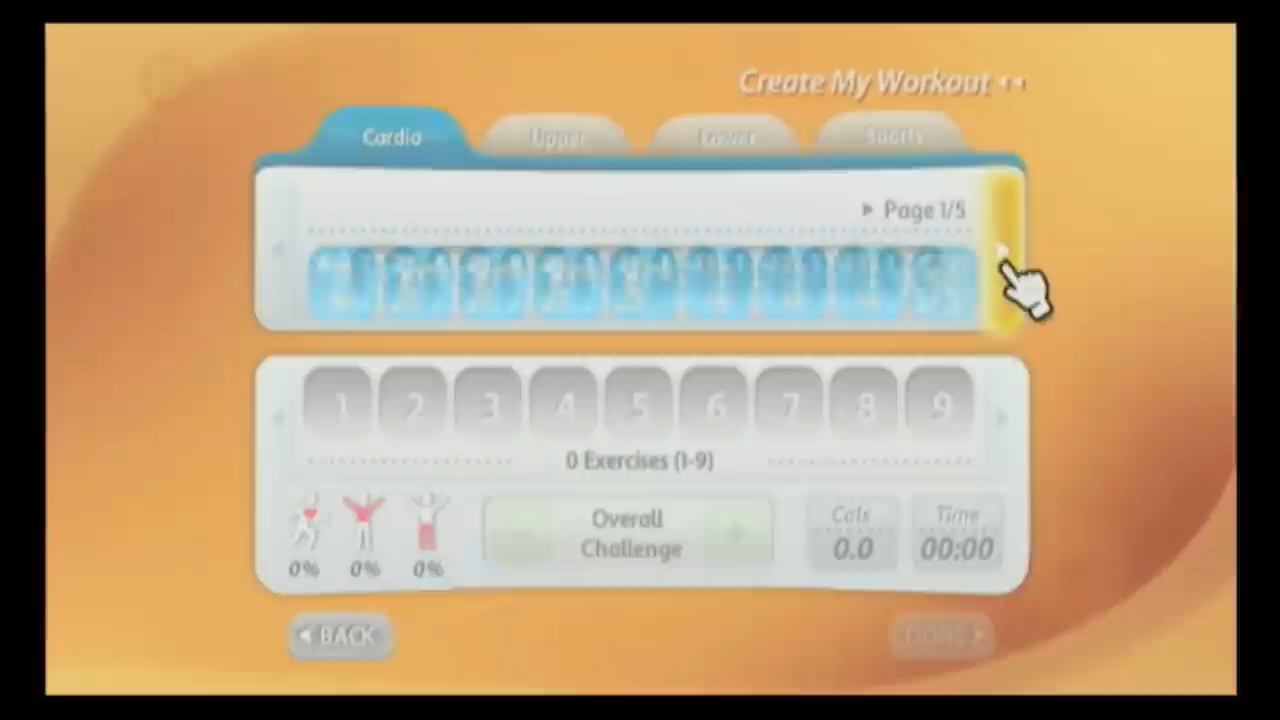 Create My Workout
Cardio Upper Lower Sports
Page 1/5
1 2 3 4 5 6 7 8 9
0 Exercises (1-9)
Overall
Challenge
Cals
0.0
Time
00:00
0% 0% 0%
BACK DONE